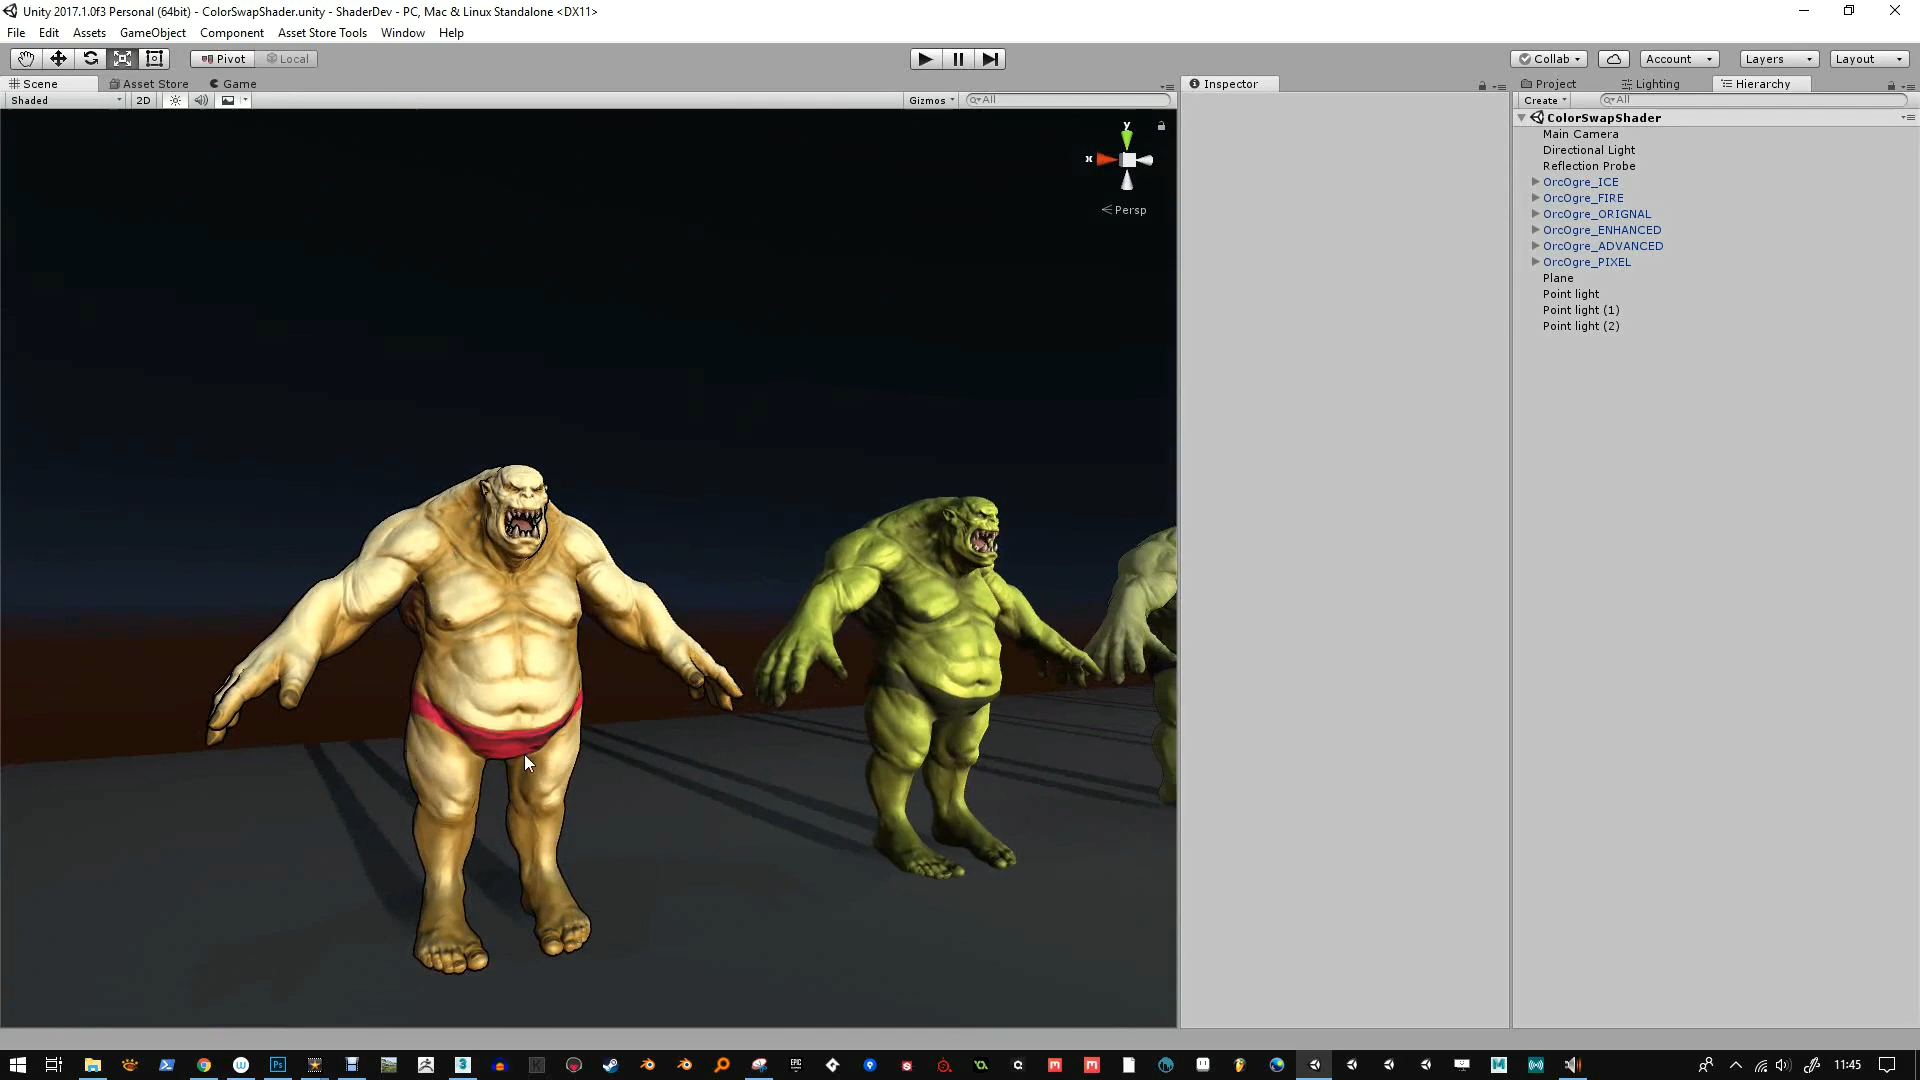 Unity 2017.1.0f3 Personal (64bit) - ColorSwapShader.unity - ShaderDev - PC, Mac & Linux Standalone <DX11>
File Edit Assets GameObject Component Asset Store Tools Window Help
Pivot Local Collab Account Layers Layout
Scene Asset Store Game Inspector Project Lighting Hierarchy
Shaded 2D Gizmos All Create All
ColorSwapShader
Main Camera
Directional Light
Reflection Probe
OrcOgre_ICE
OrcOgre_FIRE
OrcOgre_ORIGNAL
OrcOgre_ENHANCED
OrcOgre_ADVANCED
OrcOgre_PIXEL
Plane
Point light
Point light (1)
Point light (2)
y
x
Persp
Ps 3 EPIC 11:45